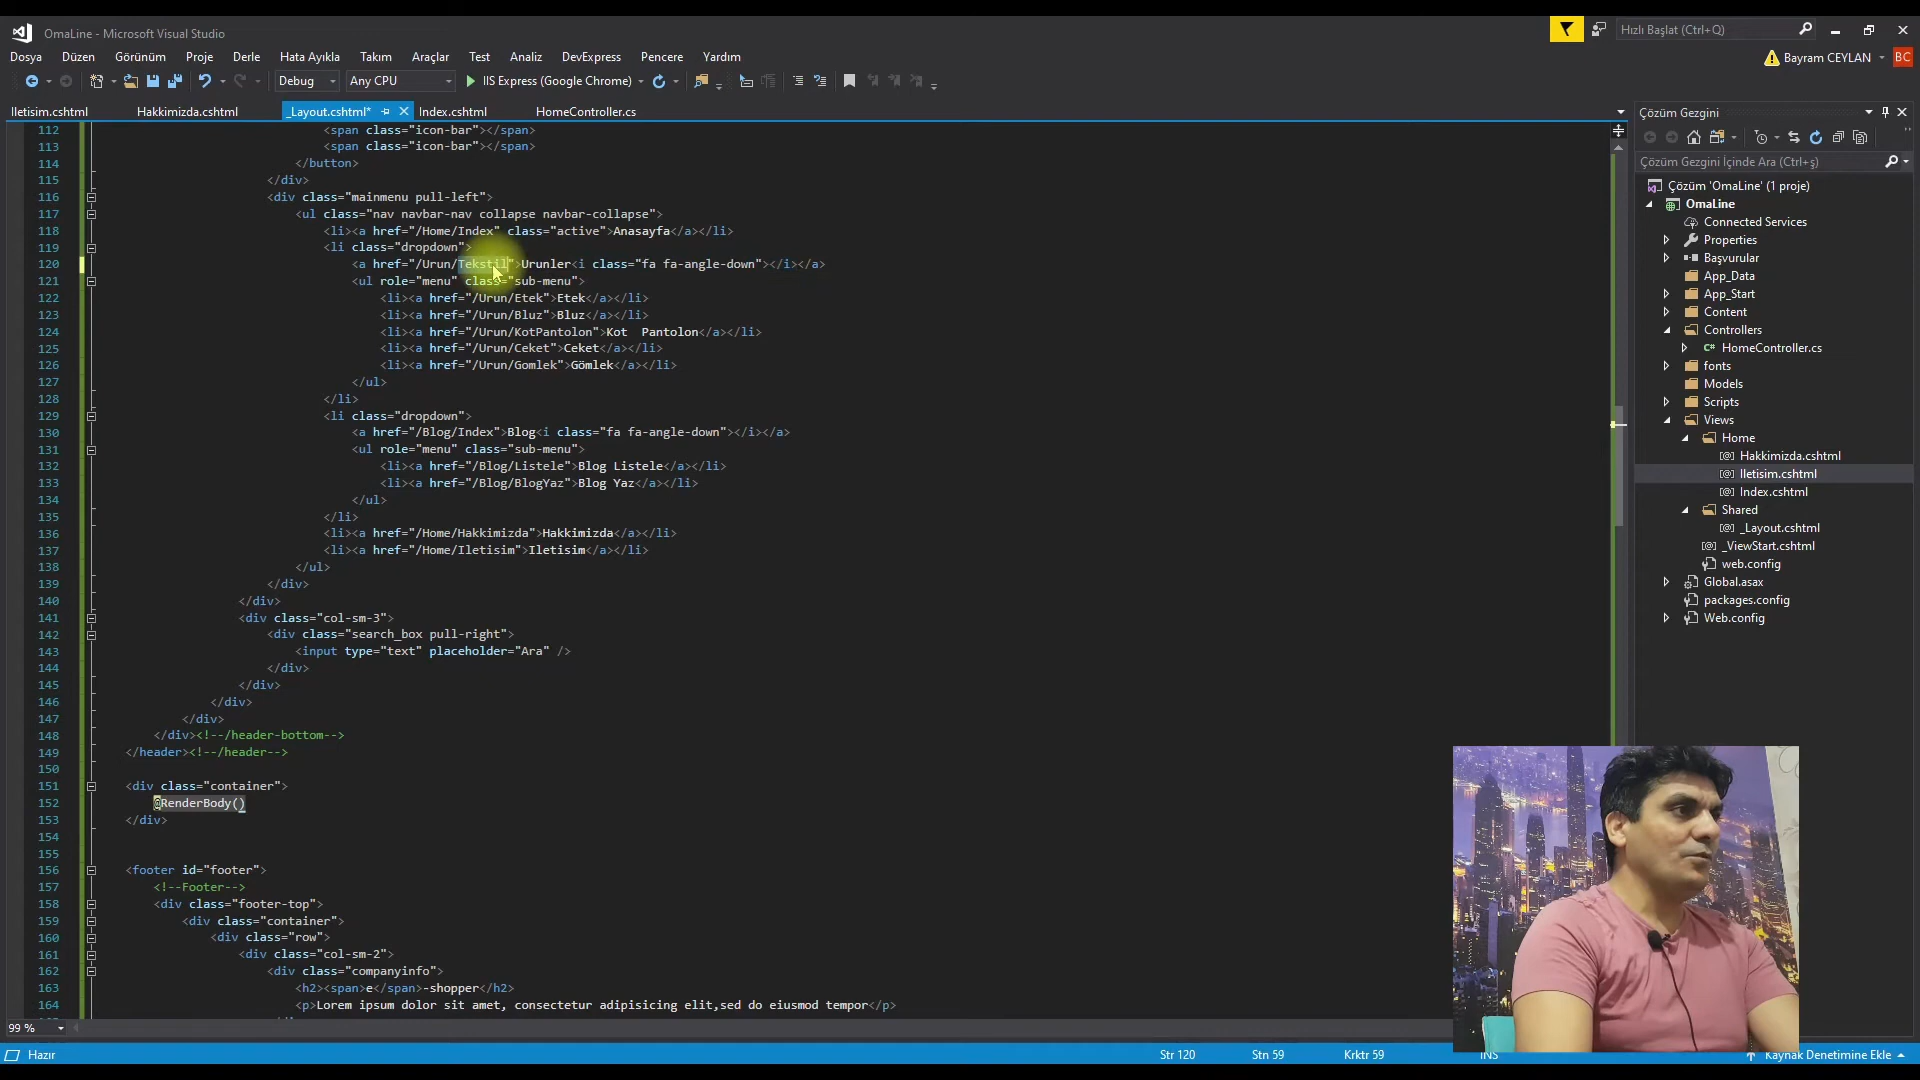 OmaLine - Microsoft Visual Studio
Hızlı Başlat (Ctrl+Q)
Dosya Düzen Görünüm Proje Derle Hata Ayıkla Takım Araçlar Test Analiz DevExpress Pencere Yardım
Bayram CEYLAN BC
Debug Any CPU IIS Express (Google Chrome)
Iletisim.cshtml Hakkimizda.cshtml _Layout.cshtml* Index.cshtml HomeController.cs
112 <span class="icon-bar"></span>
113 <span class="icon-bar"></span>
114 </button>
115 </div>
116 <div class="mainmenu pull-left">
117 <ul class="nav navbar-nav collapse navbar-collapse">
118 <li><a href="/Home/Index" class="active">Anasayfa</a></li>
119 <li class="dropdown">
120 <a href="/Urun/Tekstil">Urunler<i class="fa fa-angle-down"></i></a>
121 <ul role="menu" class="sub-menu">
122 <li><a href="/Urun/Etek">Etek</a></li>
123 <li><a href="/Urun/Bluz">Bluz</a></li>
124 <li><a href="/Urun/KotPantolon">Kot  Pantolon</a></li>
125 <li><a href="/Urun/Ceket">Ceket</a></li>
126 <li><a href="/Urun/Gomlek">Gömlek</a></li>
127 </ul>
128 </li>
129 <li class="dropdown">
130 <a href="/Blog/Index">Blog<i class="fa fa-angle-down"></i></a>
131 <ul role="menu" class="sub-menu">
132 <li><a href="/Blog/Listele">Blog Listele</a></li>
133 <li><a href="/Blog/BlogYaz">Blog Yaz</a></li>
134 </ul>
135 </li>
136 <li><a href="/Home/Hakkimizda">Hakkimizda</a></li>
137 <li><a href="/Home/Iletisim">Iletisim</a></li>
138 </ul>
139 </div>
140 </div>
141 <div class="col-sm-3">
142 <div class="search_box pull-right">
143 <input type="text" placeholder="Ara" />
144 </div>
145 </div>
146 </div>
147 </div>
148 </div><!--/header-bottom-->
149 </header><!--/header-->
150
151 <div class="container">
152 @RenderBody()
153 </div>
154
155
156 <footer id="footer">
157 <!--Footer-->
158 <div class="footer-top">
159 <div class="container">
160 <div class="row">
161 <div class="col-sm-2">
162 <div class="companyinfo">
163 <h2><span>e</span>-shopper</h2>
164 <p>Lorem ipsum dolor sit amet, consectetur adipisicing elit,sed do eiusmod tempor</p>
99 %
Çözüm Gezgini
Çözüm Gezgini İçinde Ara (Ctrl+ş)
Çözüm 'OmaLine' (1 proje)
OmaLine
Connected Services
Properties
Başvurular
App_Data
App_Start
Content
Controllers
C# HomeController.cs
fonts
Models
Scripts
Views
Home
Hakkimizda.cshtml
Iletisim.cshtml
Index.cshtml
Shared
_Layout.cshtml
_ViewStart.cshtml
web.config
Global.asax
packages.config
Web.config
Hazır Str 120 Stn 59 Krktr 59 INS Kaynak Denetimine Ekle